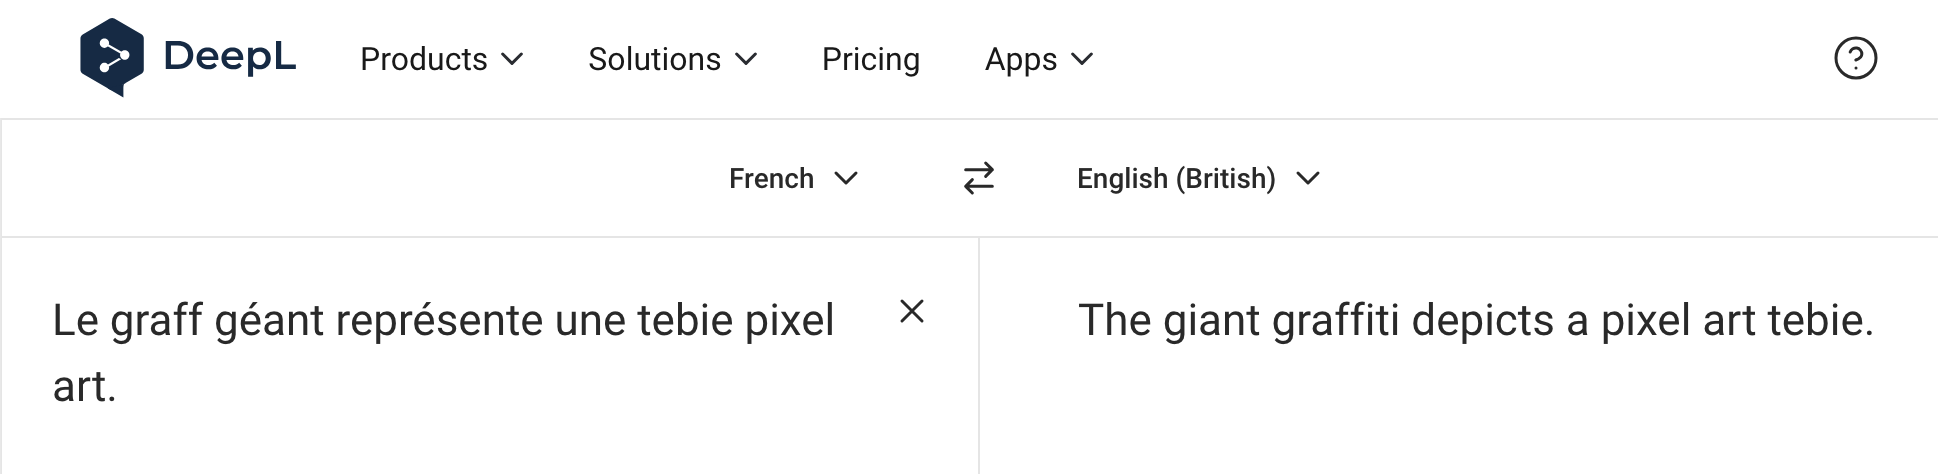 DeepL Products Solutions Pricing Apps ?
French English (British)
Le graff géant représente une tebie pixel
art.
The giant graffiti depicts a pixel art tebie.